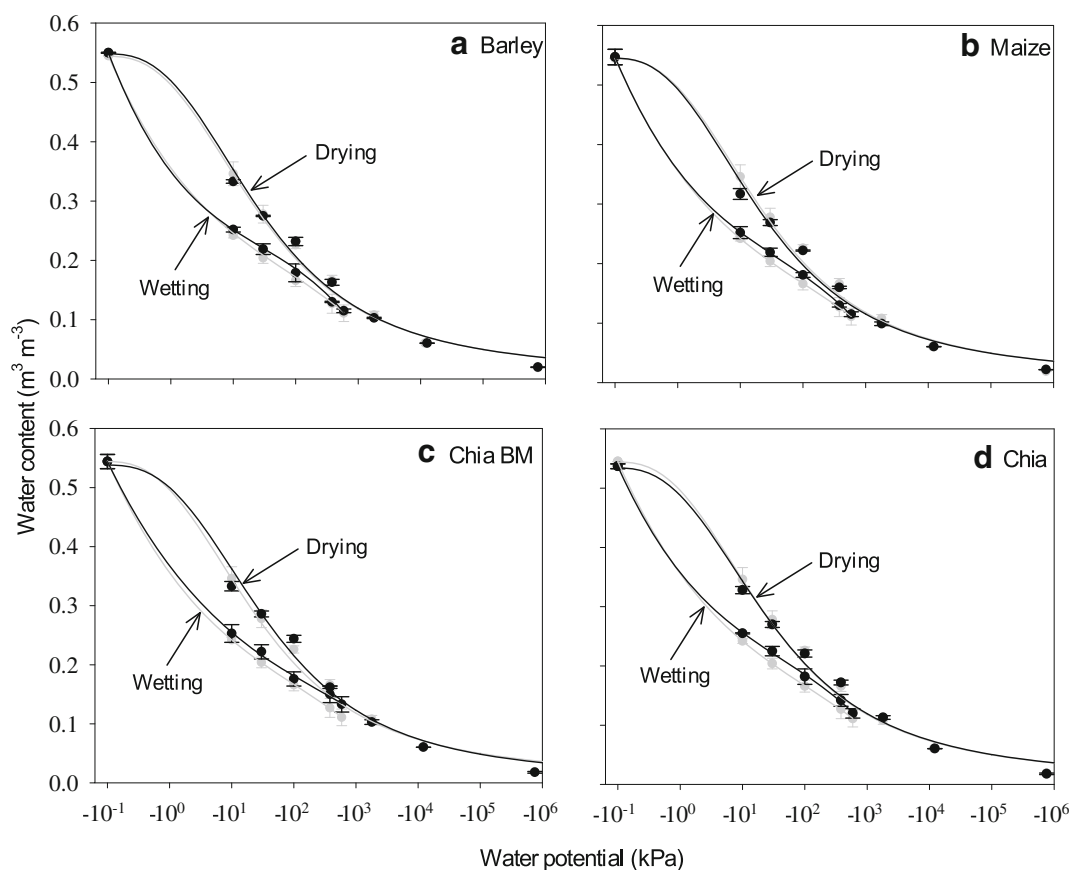 0.6
0.5
0.4
0.3
0.2
0.1
0.0
a Barley
Drying
Wetting
b Maize
Drying
Wetting
Water content (m³ m⁻³)
0.6
0.5
0.4
0.3
0.2
0.1
0.0
c Chia BM
Drying
Wetting
d Chia
Drying
Wetting
-10⁻¹ -10⁰ -10¹ -10² -10³ -10⁴ -10⁵ -10⁶
-10⁻¹ -10⁰ -10¹ -10² -10³ -10⁴ -10⁵ -10⁶
Water potential (kPa)